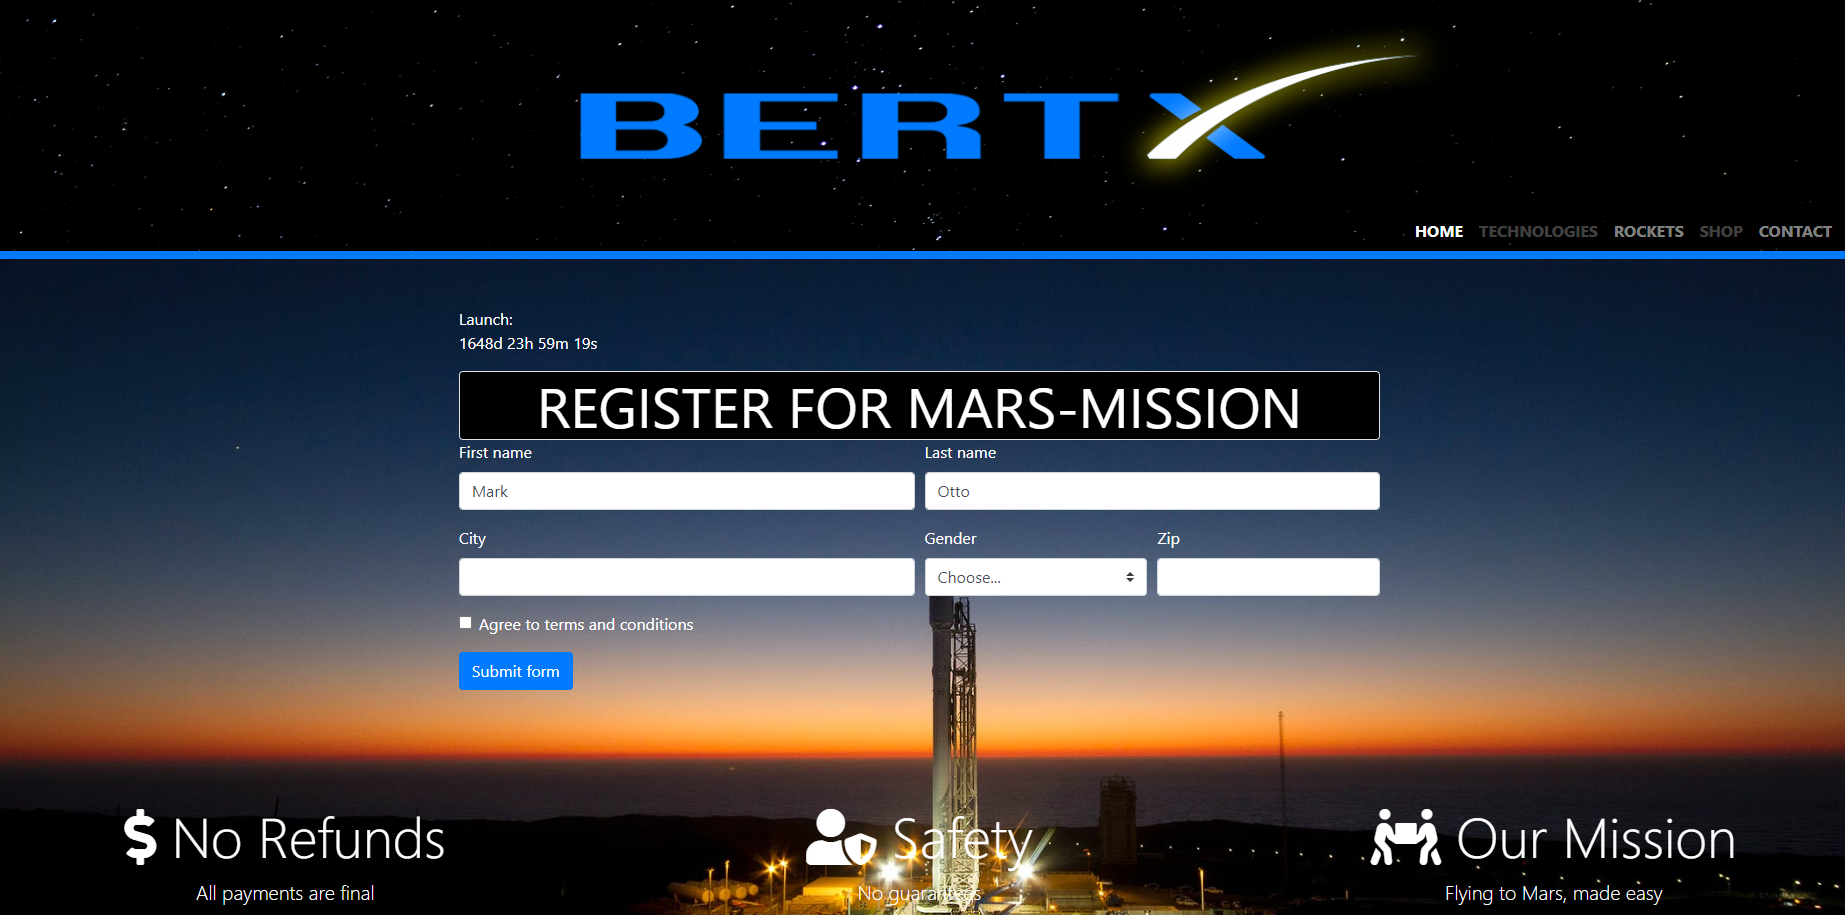 BERTX
HOME TECHNOLOGIES ROCKETS SHOP CONTACT
Launch:
1648d 23h 59m 19s
REGISTER FOR MARS-MISSION
First name Last name
Mark Otto
City Gender Zip
Choose...
Agree to terms and conditions
Submit form
No Refunds Safety Our Mission
All payments are final No guarantees Flying to Mars, made easy